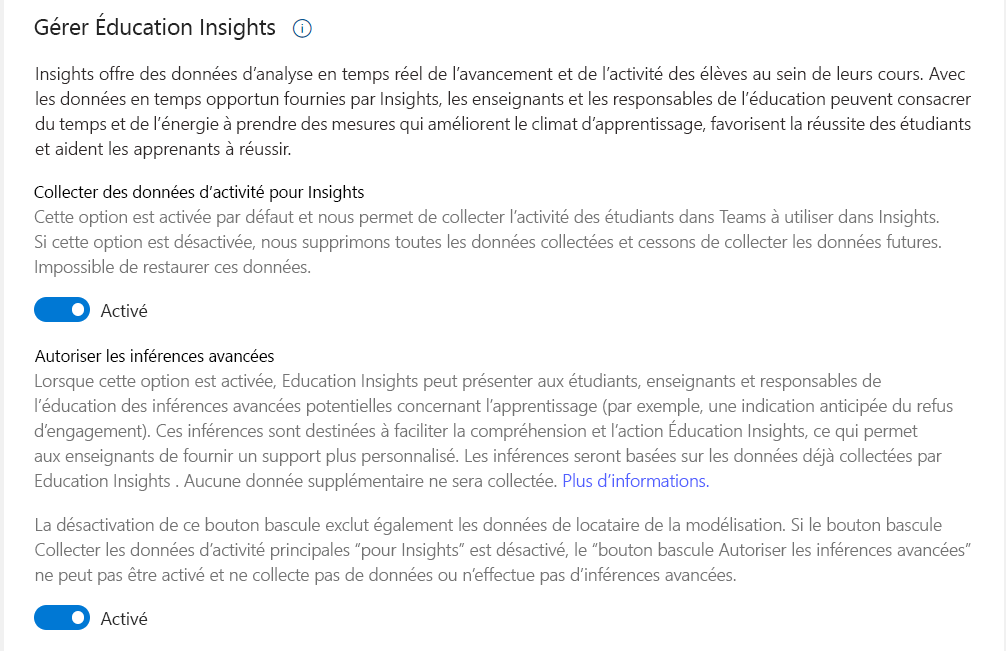 Gérer Éducation Insights
Insights offre des données d’analyse en temps réel de l’avancement et de l’activité des élèves au sein de leurs cours. Avec
les données en temps opportun fournies par Insights, les enseignants et les responsables de l’éducation peuvent consacrer
du temps et de l’énergie à prendre des mesures qui améliorent le climat d’apprentissage, favorisent la réussite des étudiants
et aident les apprenants à réussir.
Collecter des données d’activité pour Insights
Cette option est activée par défaut et nous permet de collecter l’activité des étudiants dans Teams à utiliser dans Insights.
Si cette option est désactivée, nous supprimons toutes les données collectées et cessons de collecter les données futures.
Impossible de restaurer ces données.
Activé
Autoriser les inférences avancées
Lorsque cette option est activée, Education Insights peut présenter aux étudiants, enseignants et responsables de
l’éducation des inférences avancées potentielles concernant l’apprentissage (par exemple, une indication anticipée du refus
d’engagement). Ces inférences sont destinées à faciliter la compréhension et l’action Éducation Insights, ce qui permet
aux enseignants de fournir un support plus personnalisé. Les inférences seront basées sur les données déjà collectées par
Education Insights . Aucune donnée supplémentaire ne sera collectée. Plus d’informations.
La désactivation de ce bouton bascule exclut également les données de locataire de la modélisation. Si le bouton bascule
Collecter les données d’activité principales “pour Insights” est désactivé, le “bouton bascule Autoriser les inférences avancées”
ne peut pas être activé et ne collecte pas de données ou n’effectue pas d’inférences avancées.
Activé